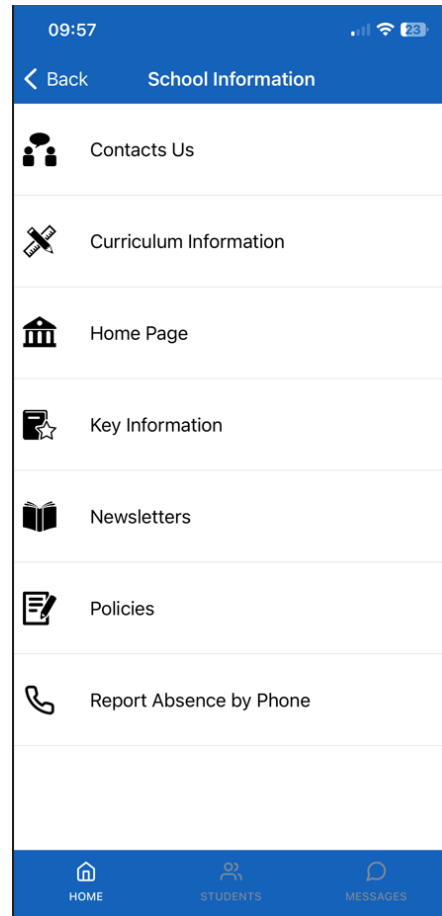 09:57
23
Back
School Information
Contacts Us
Curriculum Information
Home Page
Key Information
Newsletters
Policies
Report Absence by Phone
HOME
STUDENTS
MESSAGES